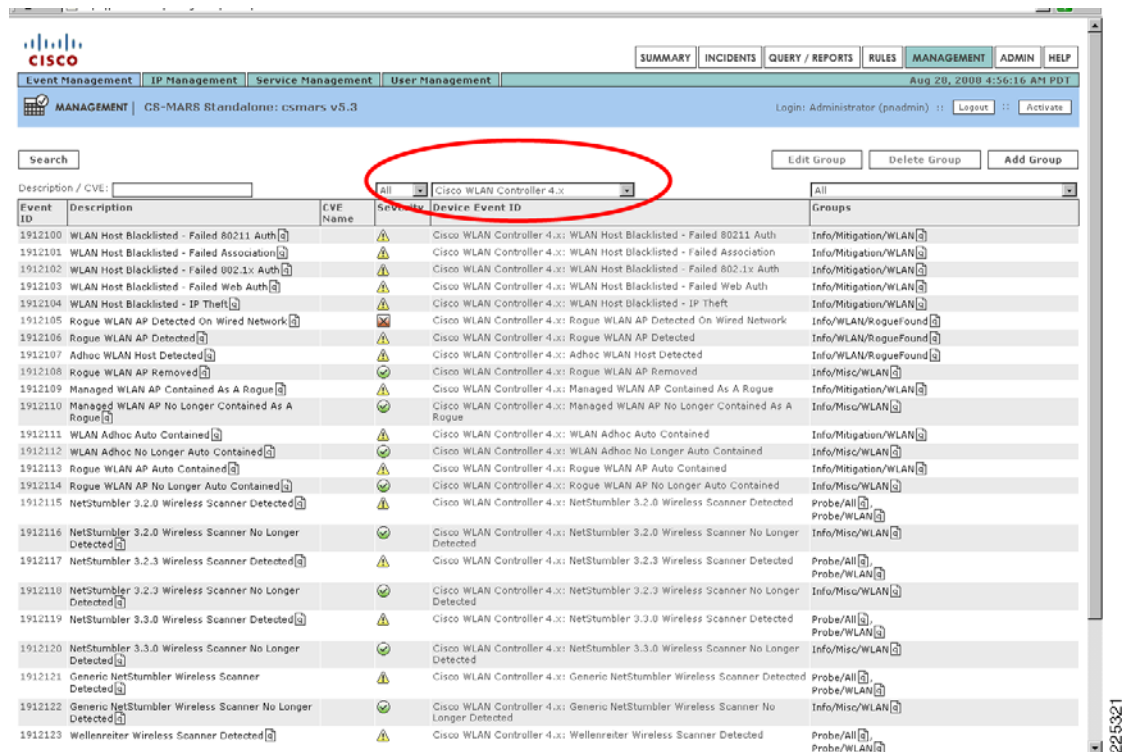 CISCO
SUMMARY INCIDENTS QUERY / REPORTS RULES MANAGEMENT ADMIN HELP
Event Management IP Management Service Management User Management Aug 28, 2008 4:56:16 AM PDT
MANAGEMENT | CS-MARS Standalone: csmars v5.3 Login: Administrator (pnadmin) :: Logout :: Activate
Search Edit Group Delete Group Add Group
Description / CVE: All Cisco WLAN Controller 4.x All
Event ID Description CVE Name Severity Device Event ID Groups
1912100 WLAN Host Blacklisted - Failed 80211 Auth q Cisco WLAN Controller 4.x: WLAN Host Blacklisted - Failed 80211 Auth Info/Mitigation/WLAN q
1912101 WLAN Host Blacklisted - Failed Association q Cisco WLAN Controller 4.x: WLAN Host Blacklisted - Failed Association Info/Mitigation/WLAN q
1912102 WLAN Host Blacklisted - Failed 802.1x Auth q Cisco WLAN Controller 4.x: WLAN Host Blacklisted - Failed 802.1x Auth Info/Mitigation/WLAN q
1912103 WLAN Host Blacklisted - Failed Web Auth q Cisco WLAN Controller 4.x: WLAN Host Blacklisted - Failed Web Auth Info/Mitigation/WLAN q
1912104 WLAN Host Blacklisted - IP Theft q Cisco WLAN Controller 4.x: WLAN Host Blacklisted - IP Theft Info/Mitigation/WLAN q
1912105 Rogue WLAN AP Detected On Wired Network q Cisco WLAN Controller 4.x: Rogue WLAN AP Detected On Wired Network Info/WLAN/RogueFound q
1912106 Rogue WLAN AP Detected q Cisco WLAN Controller 4.x: Rogue WLAN AP Detected Info/WLAN/RogueFound q
1912107 Adhoc WLAN Host Detected q Cisco WLAN Controller 4.x: Adhoc WLAN Host Detected Info/WLAN/RogueFound q
1912108 Rogue WLAN AP Removed q Cisco WLAN Controller 4.x: Rogue WLAN AP Removed Info/Misc/WLAN q
1912109 Managed WLAN AP Contained As A Rogue q Cisco WLAN Controller 4.x: Managed WLAN AP Contained As A Rogue Info/Mitigation/WLAN q
1912110 Managed WLAN AP No Longer Contained As A Cisco WLAN Controller 4.x: Managed WLAN AP No Longer Contained As A Info/Misc/WLAN q
Rogue q Rogue
1912111 WLAN Adhoc Auto Contained q Cisco WLAN Controller 4.x: WLAN Adhoc Auto Contained Info/Mitigation/WLAN q
1912112 WLAN Adhoc No Longer Auto Contained q Cisco WLAN Controller 4.x: WLAN Adhoc No Longer Auto Contained Info/Misc/WLAN q
1912113 Rogue WLAN AP Auto Contained q Cisco WLAN Controller 4.x: Rogue WLAN AP Auto Contained Info/Mitigation/WLAN q
1912114 Rogue WLAN AP No Longer Auto Contained q Cisco WLAN Controller 4.x: Rogue WLAN AP No Longer Auto Contained Info/Misc/WLAN q
1912115 NetStumbler 3.2.0 Wireless Scanner Detected q Cisco WLAN Controller 4.x: NetStumbler 3.2.0 Wireless Scanner Detected Probe/All q,
Probe/WLAN q
1912116 NetStumbler 3.2.0 Wireless Scanner No Longer Cisco WLAN Controller 4.x: NetStumbler 3.2.0 Wireless Scanner No Longer Info/Misc/WLAN q
Detected q Detected
1912117 NetStumbler 3.2.3 Wireless Scanner Detected q Cisco WLAN Controller 4.x: NetStumbler 3.2.3 Wireless Scanner Detected Probe/All q,
Probe/WLAN q
1912118 NetStumbler 3.2.3 Wireless Scanner No Longer Cisco WLAN Controller 4.x: NetStumbler 3.2.3 Wireless Scanner No Longer Info/Misc/WLAN q
Detected q Detected
1912119 NetStumbler 3.3.0 Wireless Scanner Detected q Cisco WLAN Controller 4.x: NetStumbler 3.3.0 Wireless Scanner Detected Probe/All q,
Probe/WLAN q
1912120 NetStumbler 3.3.0 Wireless Scanner No Longer Cisco WLAN Controller 4.x: NetStumbler 3.3.0 Wireless Scanner No Longer Info/Misc/WLAN q
Detected q Detected
1912121 Generic NetStumbler Wireless Scanner Cisco WLAN Controller 4.x: Generic NetStumbler Wireless Scanner Detected Probe/All q,
Detected q Probe/WLAN q
1912122 Generic NetStumbler Wireless Scanner No Longer Cisco WLAN Controller 4.x: Generic NetStumbler Wireless Scanner No Info/Misc/WLAN q
Detected q Longer Detected
1912123 Wellenreiter Wireless Scanner Detected q Cisco WLAN Controller 4.x: Wellenreiter Wireless Scanner Detected Probe/All q,
Probe/WLAN q
225321